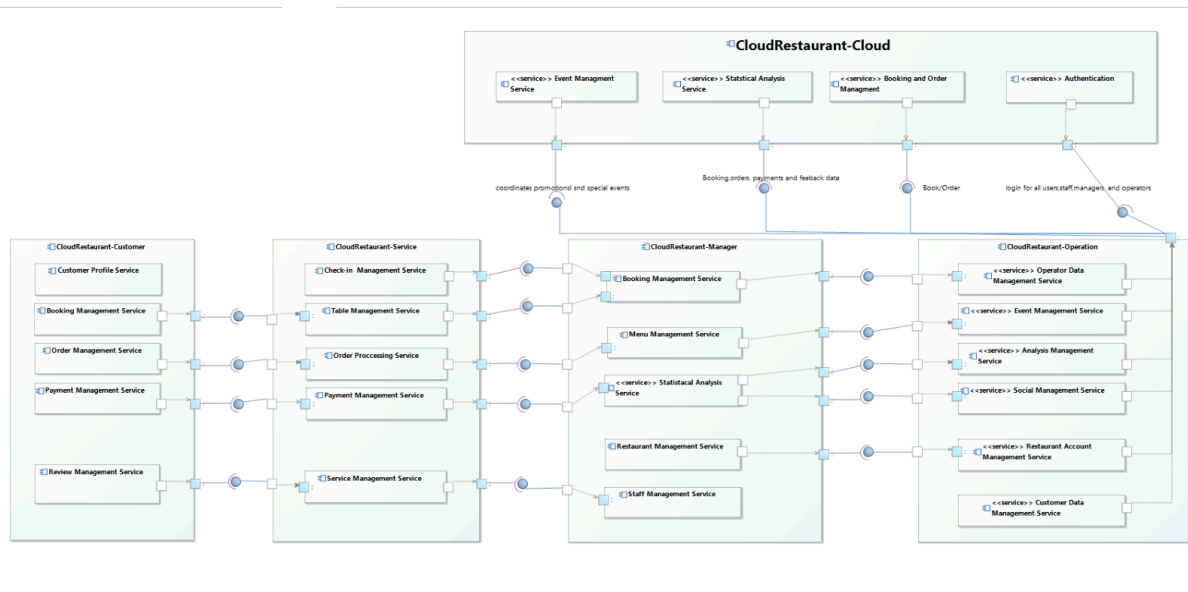 CloudRestaurant-Cloud
<<service>> Event Managment
Service
<<service>> Statstical Analysis
Service
<<service>> Booking and Order
Managment
<<service>> Authentication
coordinates promotionsl snd special events
Booking,orders, payments and feeback data
Book/Order
login for all users,staff,managers, and operators
CloudRestaurant-Customer
Customer Profile Service
Booking Management Service
Order Management Service
Payment Management Service
Review Management Service
CloudRestaurant-Service
Check-in Management Service
Table Management Service
Order Proccessing Service
Payment Management Service
Service Management Service
CloudRestaurant-Manager
Booking Management Service
Menu Management Service
<<service>> Statistacal Analysis
Service
Restaurant Management Service
Staff Management Service
CloudRestaurant-Operation
<<service>> Operator Data
Management Service
<<service>> Event Management Service
<<service>> Analysis Management
Service
<<service>> Social Management Service
<<service>> Restaurant Account
Management Service
<<service>> Customer Data
Management Service